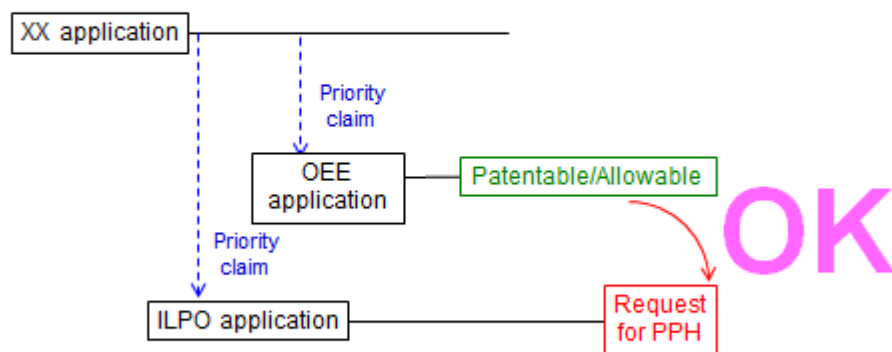 XX application
Priority
claim
OEE
application
Patentable/Allowable
OK
Priority
claim
ILPO application
Request
for PPH